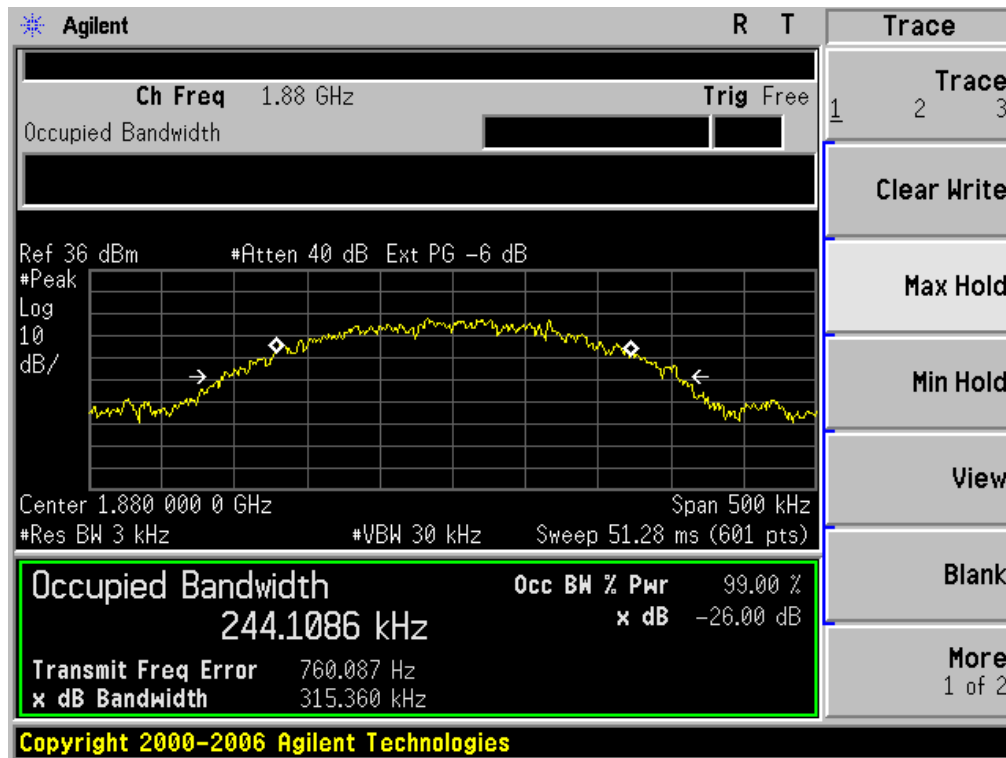 Agilent R T
Ch Freq 1.88 GHz Trig Free
Occupied Bandwidth
Ref 36 dBm #Atten 40 dB Ext PG -6 dB
#Peak
Log
10
dB/
Center 1.880 000 0 GHz Span 500 kHz
#Res BW 3 kHz #VBW 30 kHz Sweep 51.28 ms (601 pts)
Occupied Bandwidth
244.1086 kHz
Occ BW % Pwr 99.00 %
x dB -26.00 dB
Transmit Freq Error 760.087 Hz
x dB Bandwidth 315.360 kHz
Copyright 2000-2006 Agilent Technologies
Trace
Trace
1 2 3
Clear Write
Max Hold
Min Hold
View
Blank
More
1 of 2